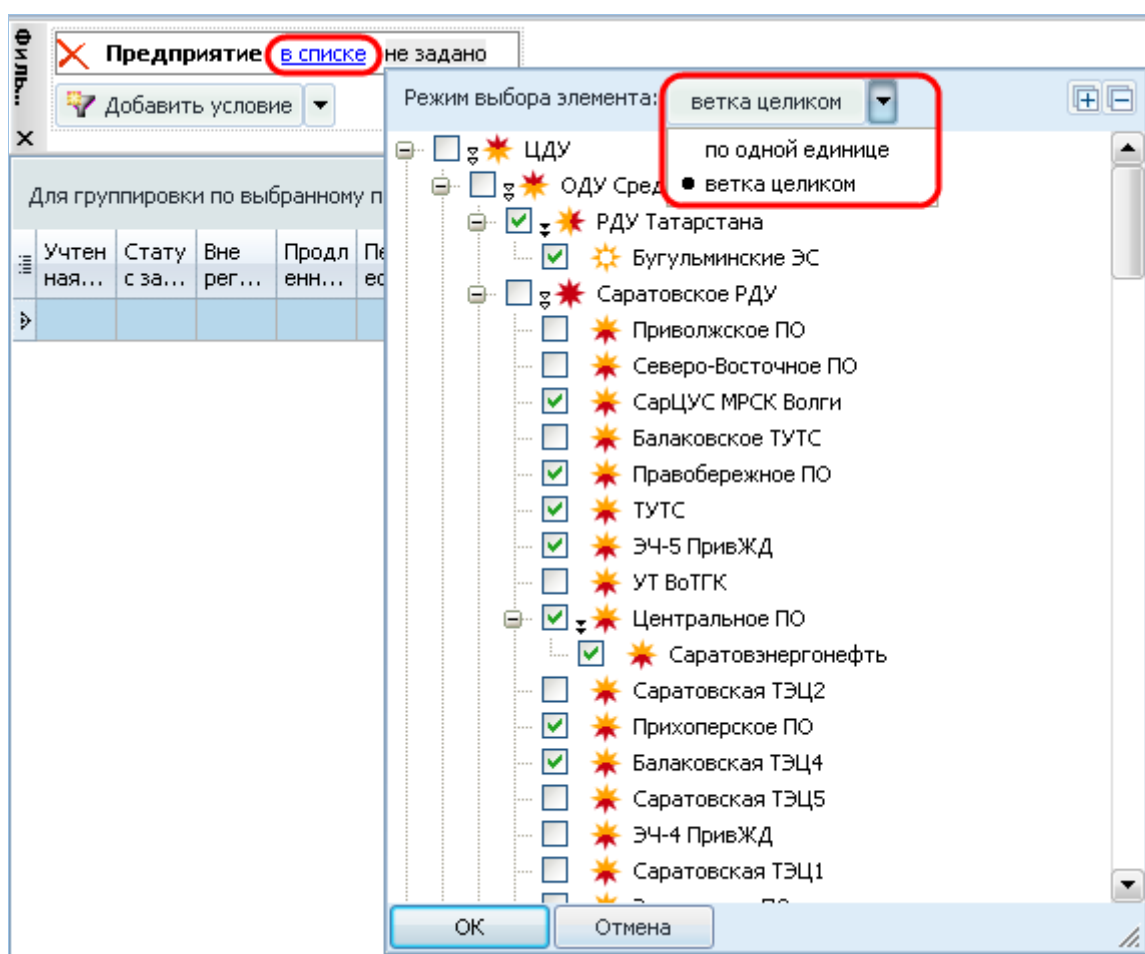 Филь...
Предприятие в списке не задано
Добавить условие
Режим выбора элемента: ветка целиком
по одной единице
ветка целиком
ЦДУ
ОДУ Сред
РДУ Татарстана
Бугульминские ЭС
Саратовское РДУ
Приволжское ПО
Северо-Восточное ПО
СарЦУС МРСК Волги
Балаковское ТУТС
Правобережное ПО
ТУТС
ЭЧ-5 ПривЖД
УТ ВоТГК
Центральное ПО
Саратовэнергонефть
Саратовская ТЭЦ2
Прихоперское ПО
Балаковская ТЭЦ4
Саратовская ТЭЦ5
ЭЧ-4 ПривЖД
Саратовская ТЭЦ1
Для группировки по выбранному п
Учтен Стату Вне Продл Пе
ная... с за... рег... енн... ес
ОК Отмена